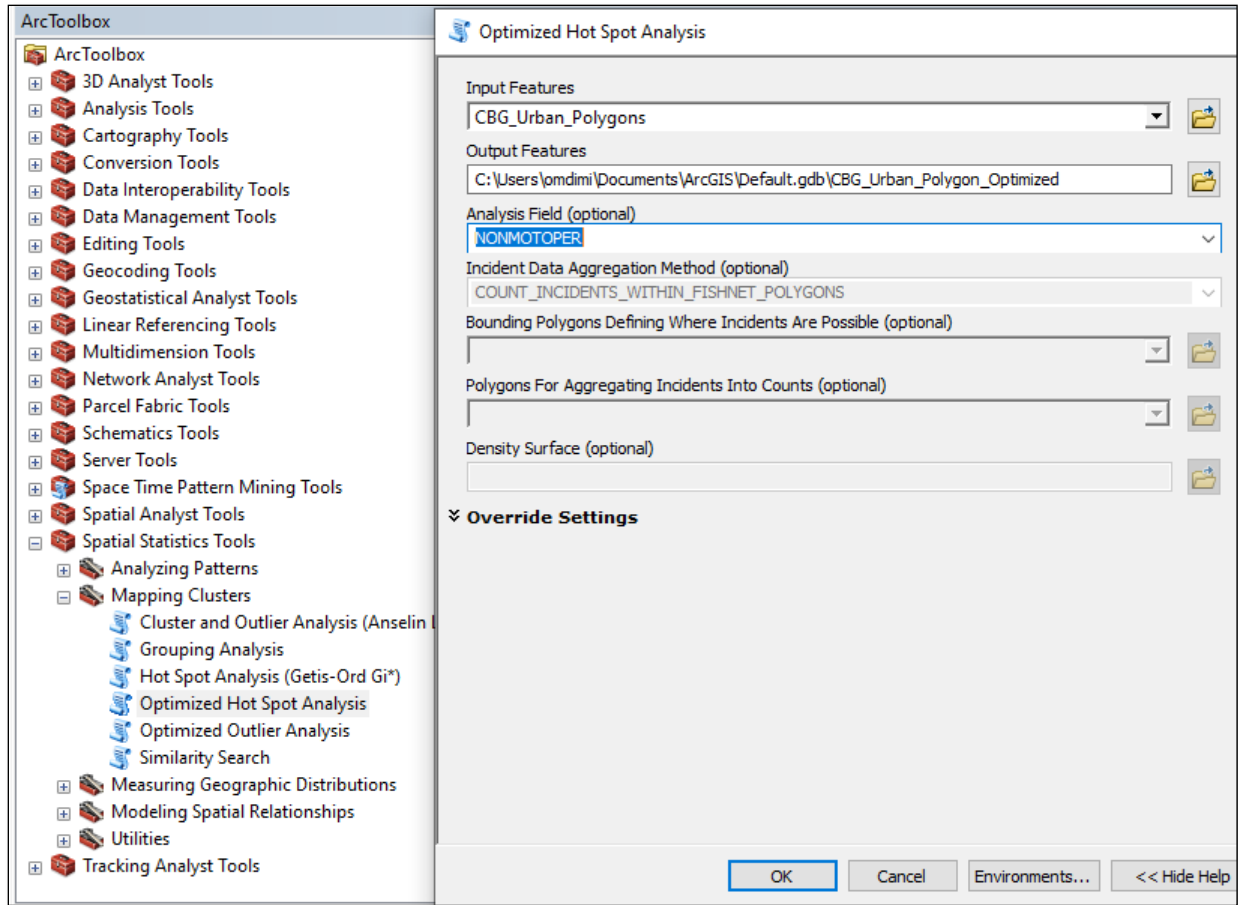 ArcToolbox
ArcToolbox
3D Analyst Tools
Analysis Tools
Cartography Tools
Conversion Tools
Data Interoperability Tools
Data Management Tools
Editing Tools
Geocoding Tools
Geostatistical Analyst Tools
Linear Referencing Tools
Multidimension Tools
Network Analyst Tools
Parcel Fabric Tools
Schematics Tools
Server Tools
Space Time Pattern Mining Tools
Spatial Analyst Tools
Spatial Statistics Tools
Analyzing Patterns
Mapping Clusters
Cluster and Outlier Analysis (Anselin
Grouping Analysis
Hot Spot Analysis (Getis-Ord Gi*)
Optimized Hot Spot Analysis
Optimized Outlier Analysis
Similarity Search
Measuring Geographic Distributions
Modeling Spatial Relationships
Utilities
Tracking Analyst Tools
Optimized Hot Spot Analysis
Input Features
CBG_Urban_Polygons
Output Features
C:\Users\omdimi\Documents\ArcGIS\Default.gdb\CBG_Urban_Polygon_Optimized
Analysis Field (optional)
NONMOTOPER
Incident Data Aggregation Method (optional)
COUNT_INCIDENTS_WITHIN_FISHNET_POLYGONS
Bounding Polygons Defining Where Incidents Are Possible (optional)
Polygons For Aggregating Incidents Into Counts (optional)
Density Surface (optional)
Override Settings
OK
Cancel
Environments...
<< Hide Help